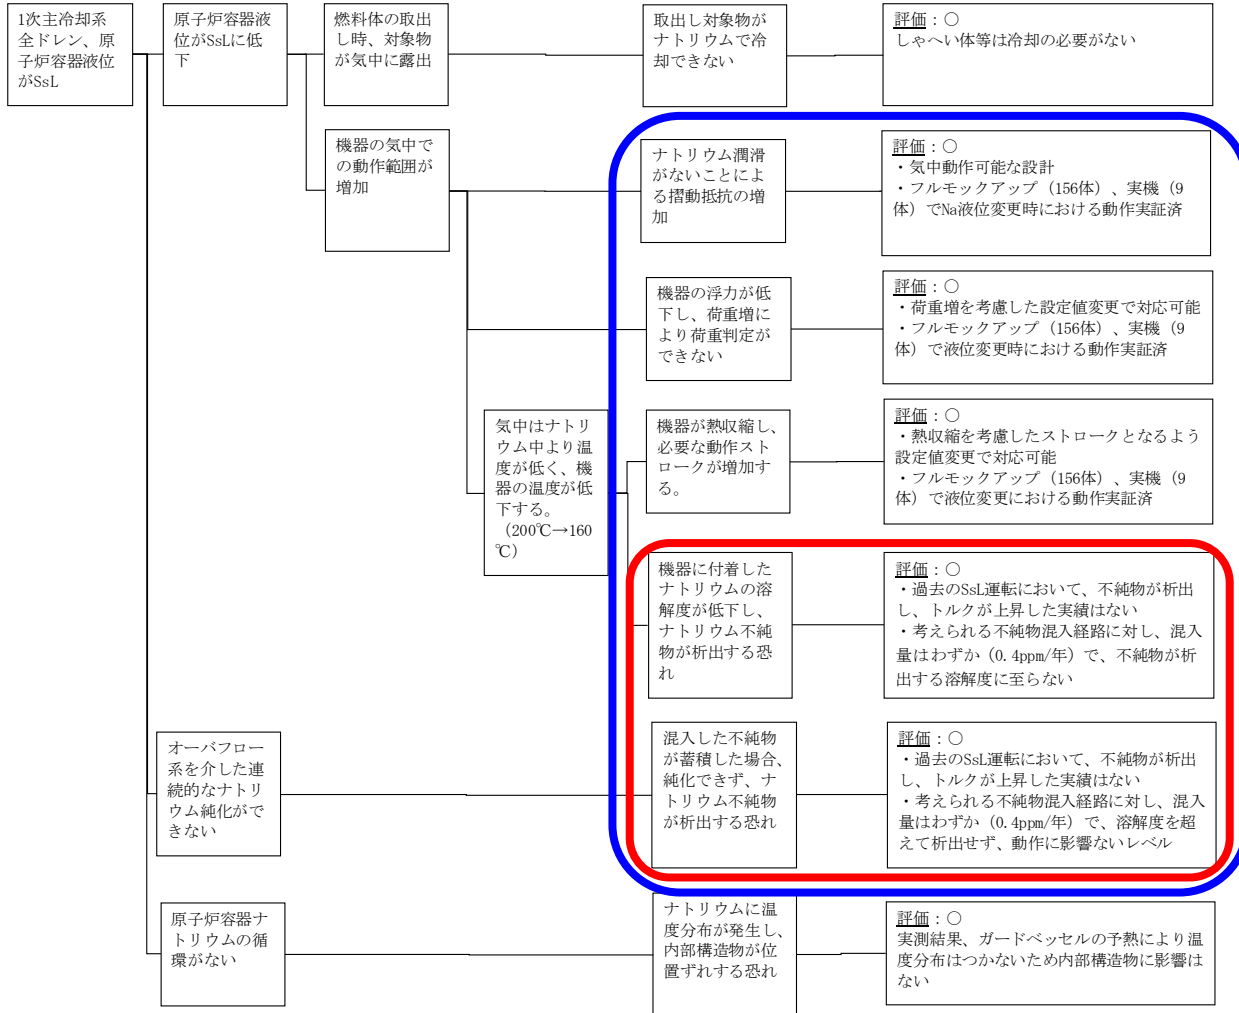 1次主冷却系
全ドレン、原
子炉容器液位
がSsL
原子炉容器液
位がSsLに低
下
燃料体の取出
し時、対象物
が気中に露出
取出し対象物が
ナトリウムで冷
却できない
評価：○
しゃへい体等は冷却の必要がない
機器の気中で
の動作範囲が
増加
ナトリウム潤滑
がないことによ
る摺動抵抗の増
加
評価：○
・気中動作可能な設計
・フルモックアップ（156体）、実機（9
体）でNa液位変更時における動作実証済
機器の浮力が低
下し、荷重増に
より荷重判定が
できない
評価：○
・荷重増を考慮した設定値変更で対応可能
・フルモックアップ（156体）、実機（9
体）で液位変更時における動作実証済
気中はナトリ
ウム中より温
度が低く、機
器の温度が低
下する。
（200℃→160
℃）
機器が熱収縮し、
必要な動作スト
ロークが増加す
る。
評価：○
・熱収縮を考慮したストロークとなるよう
設定値変更で対応可能
・フルモックアップ（156体）、実機（9
体）で液位変更における動作実証済
機器に付着した
ナトリウムの溶
解度が低下し、
ナトリウム不純
物が析出する恐
れ
評価：○
・過去のSsL運転において、不純物が析出
し、トルクが上昇した実績はない
・考えられる不純物混入経路に対し、混入
量はわずか（0.4ppm/年）で、不純物が析
出する溶解度に至らない
オーバフロー
系を介した連
続的なナトリ
ウム純化がで
きない
混入した不純物
が蓄積した場合、
純化できず、ナ
トリウム不純物
が析出する恐れ
評価：○
・過去のSsL運転において、不純物が析出
し、トルクが上昇した実績はない
・考えられる不純物混入経路に対し、混入
量はわずか（0.4ppm/年）で、溶解度を超
えて析出せず、動作に影響ないレベル
原子炉容器ナ
トリウムの循
環がない
ナトリウムに温
度分布が発生し、
内部構造物が位
置ずれする恐れ
評価：○
実測結果、ガードベッセルの予熱により温
度分布はつかないため内部構造物に影響は
ない